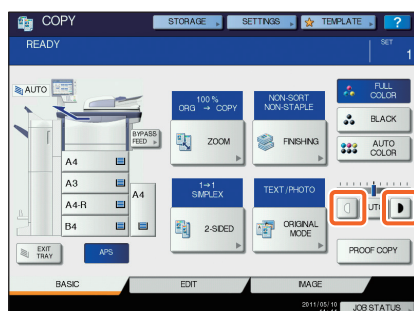 COPY
STORAGE
SETTINGS
TEMPLATE
?
READY
SET
1
AUTO
100 %
ORG → COPY
NON-SORT
NON-STAPLE
FULL
COLOR
BLACK
AUTO
COLOR
BYPASS
FEED
ZOOM
FINISHING
A4
A3
A4-R
B4
A4
1→1
SIMPLEX
TEXT/PHOTO
2-SIDED
ORIGINAL
MODE
EXIT
TRAY
APS
PROOF COPY
BASIC
EDIT
IMAGE
2011/05/10
JOB STATUS